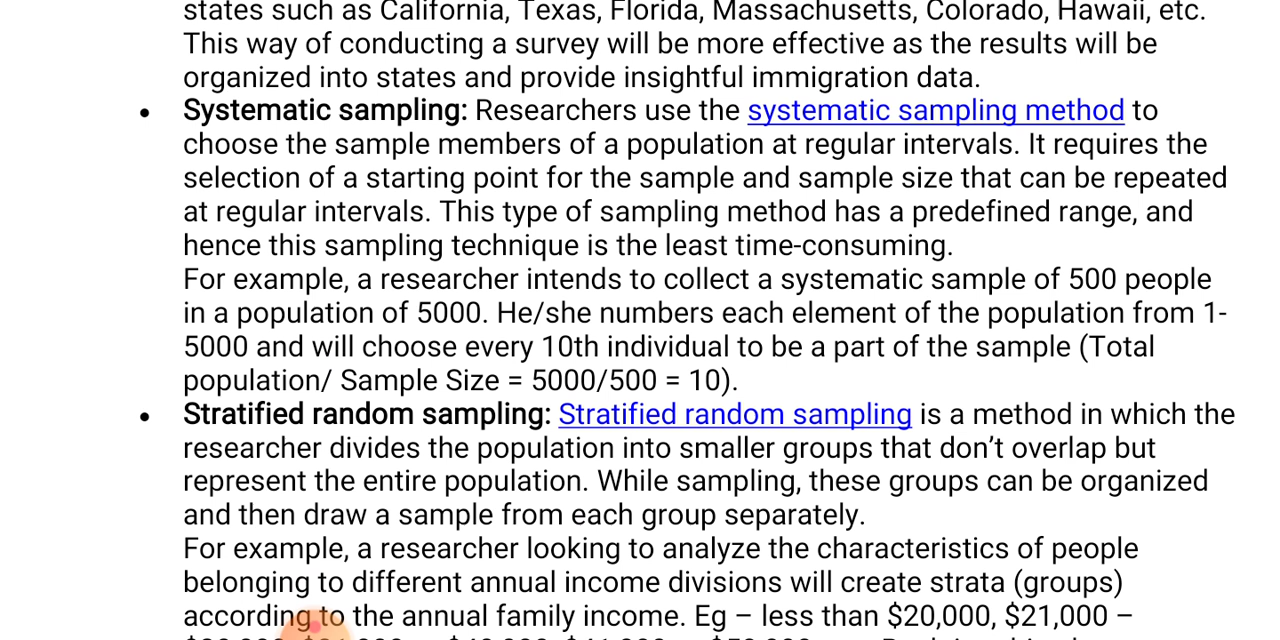 states such as California, Texas, Florida, Massachusetts, Colorado, Hawaii, etc.
This way of conducting a survey will be more effective as the results will be
organized into states and provide insightful immigration data.
• Systematic sampling: Researchers use the systematic sampling method to
choose the sample members of a population at regular intervals. It requires the
selection of a starting point for the sample and sample size that can be repeated
at regular intervals. This type of sampling method has a predefined range, and
hence this sampling technique is the least time-consuming.
For example, a researcher intends to collect a systematic sample of 500 people
in a population of 5000. He/she numbers each element of the population from 1-
5000 and will choose every 10th individual to be a part of the sample (Total
population/ Sample Size = 5000/500 = 10).
• Stratified random sampling: Stratified random sampling is a method in which the
researcher divides the population into smaller groups that don’t overlap but
represent the entire population. While sampling, these groups can be organized
and then draw a sample from each group separately.
For example, a researcher looking to analyze the characteristics of people
belonging to different annual income divisions will create strata (groups)
according to the annual family income. Eg – less than $20,000, $21,000 –